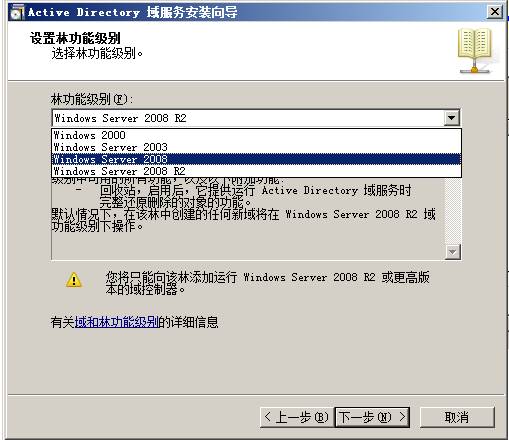 Active Directory 域服务安装向导
设置林功能级别
选择林功能级别。
林功能级别(F):
Windows Server 2008 R2
Windows 2000
Windows Server 2003
Windows Server 2008
Windows Server 2008 R2
级别中可用的所有功能，以及以下附加功能:
- 回收站，启用后，它提供运行 Active Directory 域服务时
完整还原删除的对象的功能。
默认情况下，在该林中创建的任何新域将在 Windows Server 2008 R2 域
功能级别下操作。
您将只能向该林添加运行 Windows Server 2008 R2 或更高版
本的域控制器。
有关域和林功能级别的详细信息
< 上一步(B) 下一步(N) > 取消